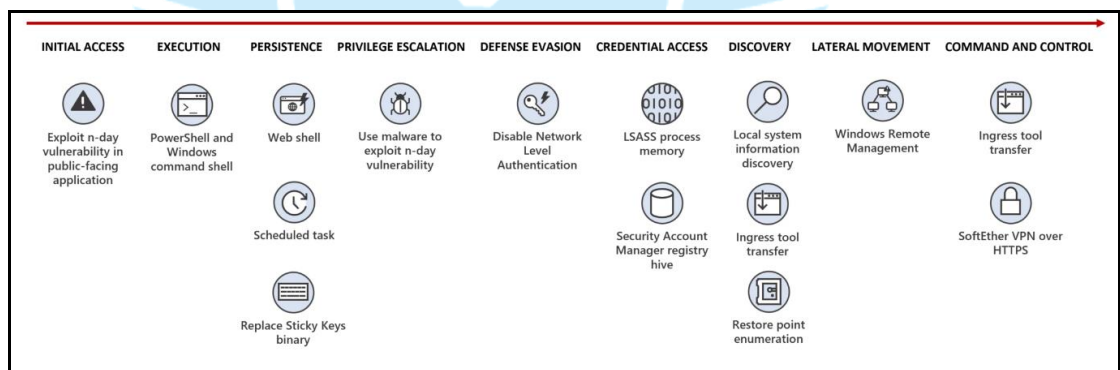 INITIAL ACCESS
EXECUTION
PERSISTENCE
PRIVILEGE ESCALATION
DEFENSE EVASION
CREDENTIAL ACCESS
DISCOVERY
LATERAL MOVEMENT
COMMAND AND CONTROL
Exploit n-day
vulnerability in
public-facing
application
PowerShell and
Windows
command shell
Web shell
Scheduled task
Replace Sticky Keys
binary
Use malware to
exploit n-day
vulnerability
Disable Network
Level
Authentication
LSASS process
memory
Security Account
Manager registry
hive
Local system
information
discovery
Ingress tool
transfer
Restore point
enumeration
Windows Remote
Management
Ingress tool
transfer
SoftEther VPN over
HTTPS